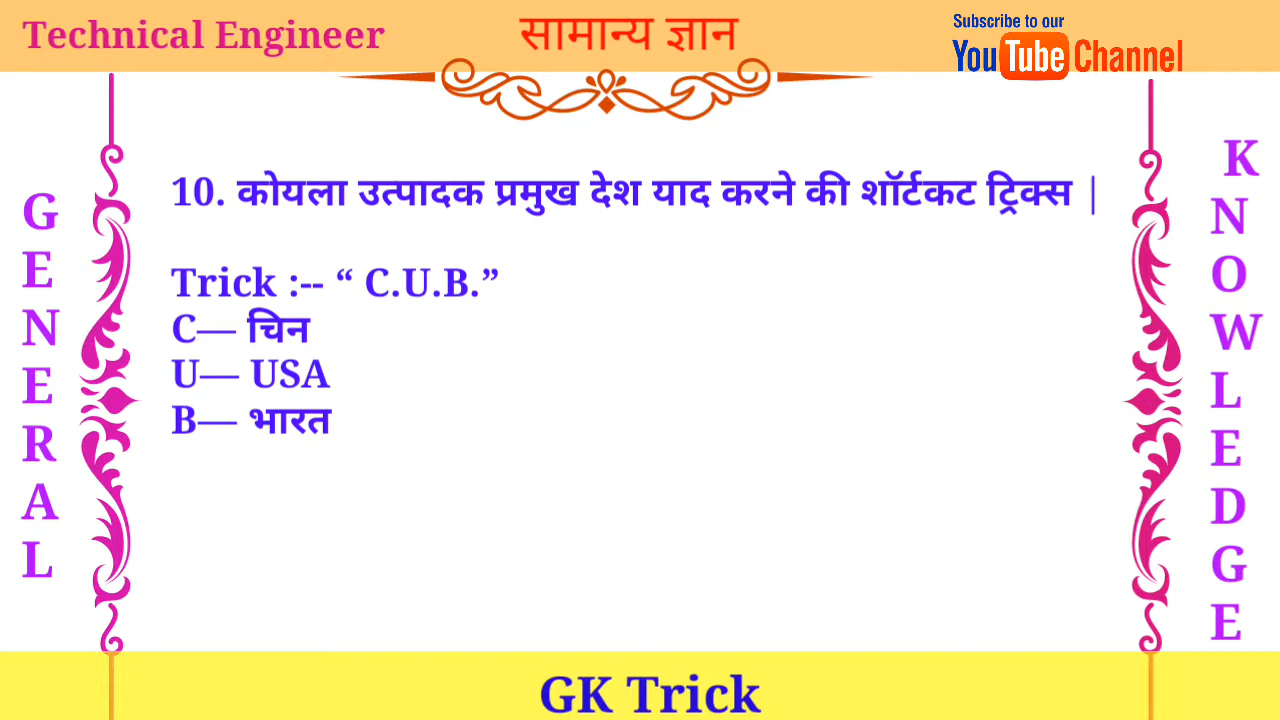 Technical Engineer
सामान्य ज्ञान
Subscribe to our
YouTube Channel
GENERAL
KNOWLEDGE
10. कोयला उत्पादक प्रमुख देश याद करने की शॉर्टकट ट्रिक्स |
Trick :-- “ C.U.B.”
C— चिन
U— USA
B— भारत
GK Trick